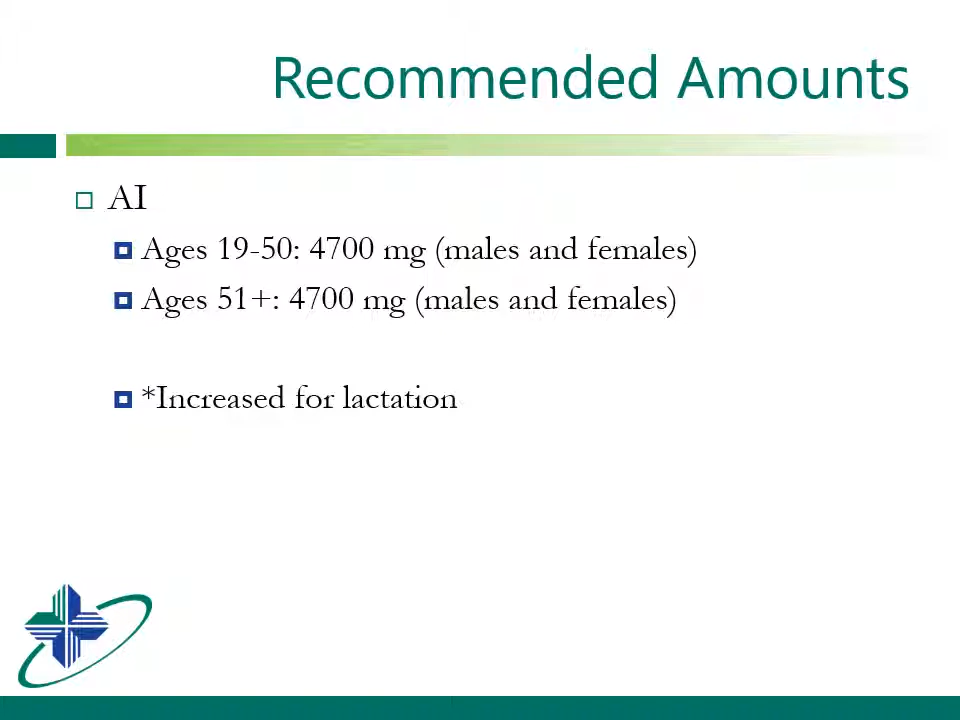 Recommended Amounts
AI
Ages 19-50: 4700 mg (males and females)
Ages 51+: 4700 mg (males and females)
*Increased for lactation